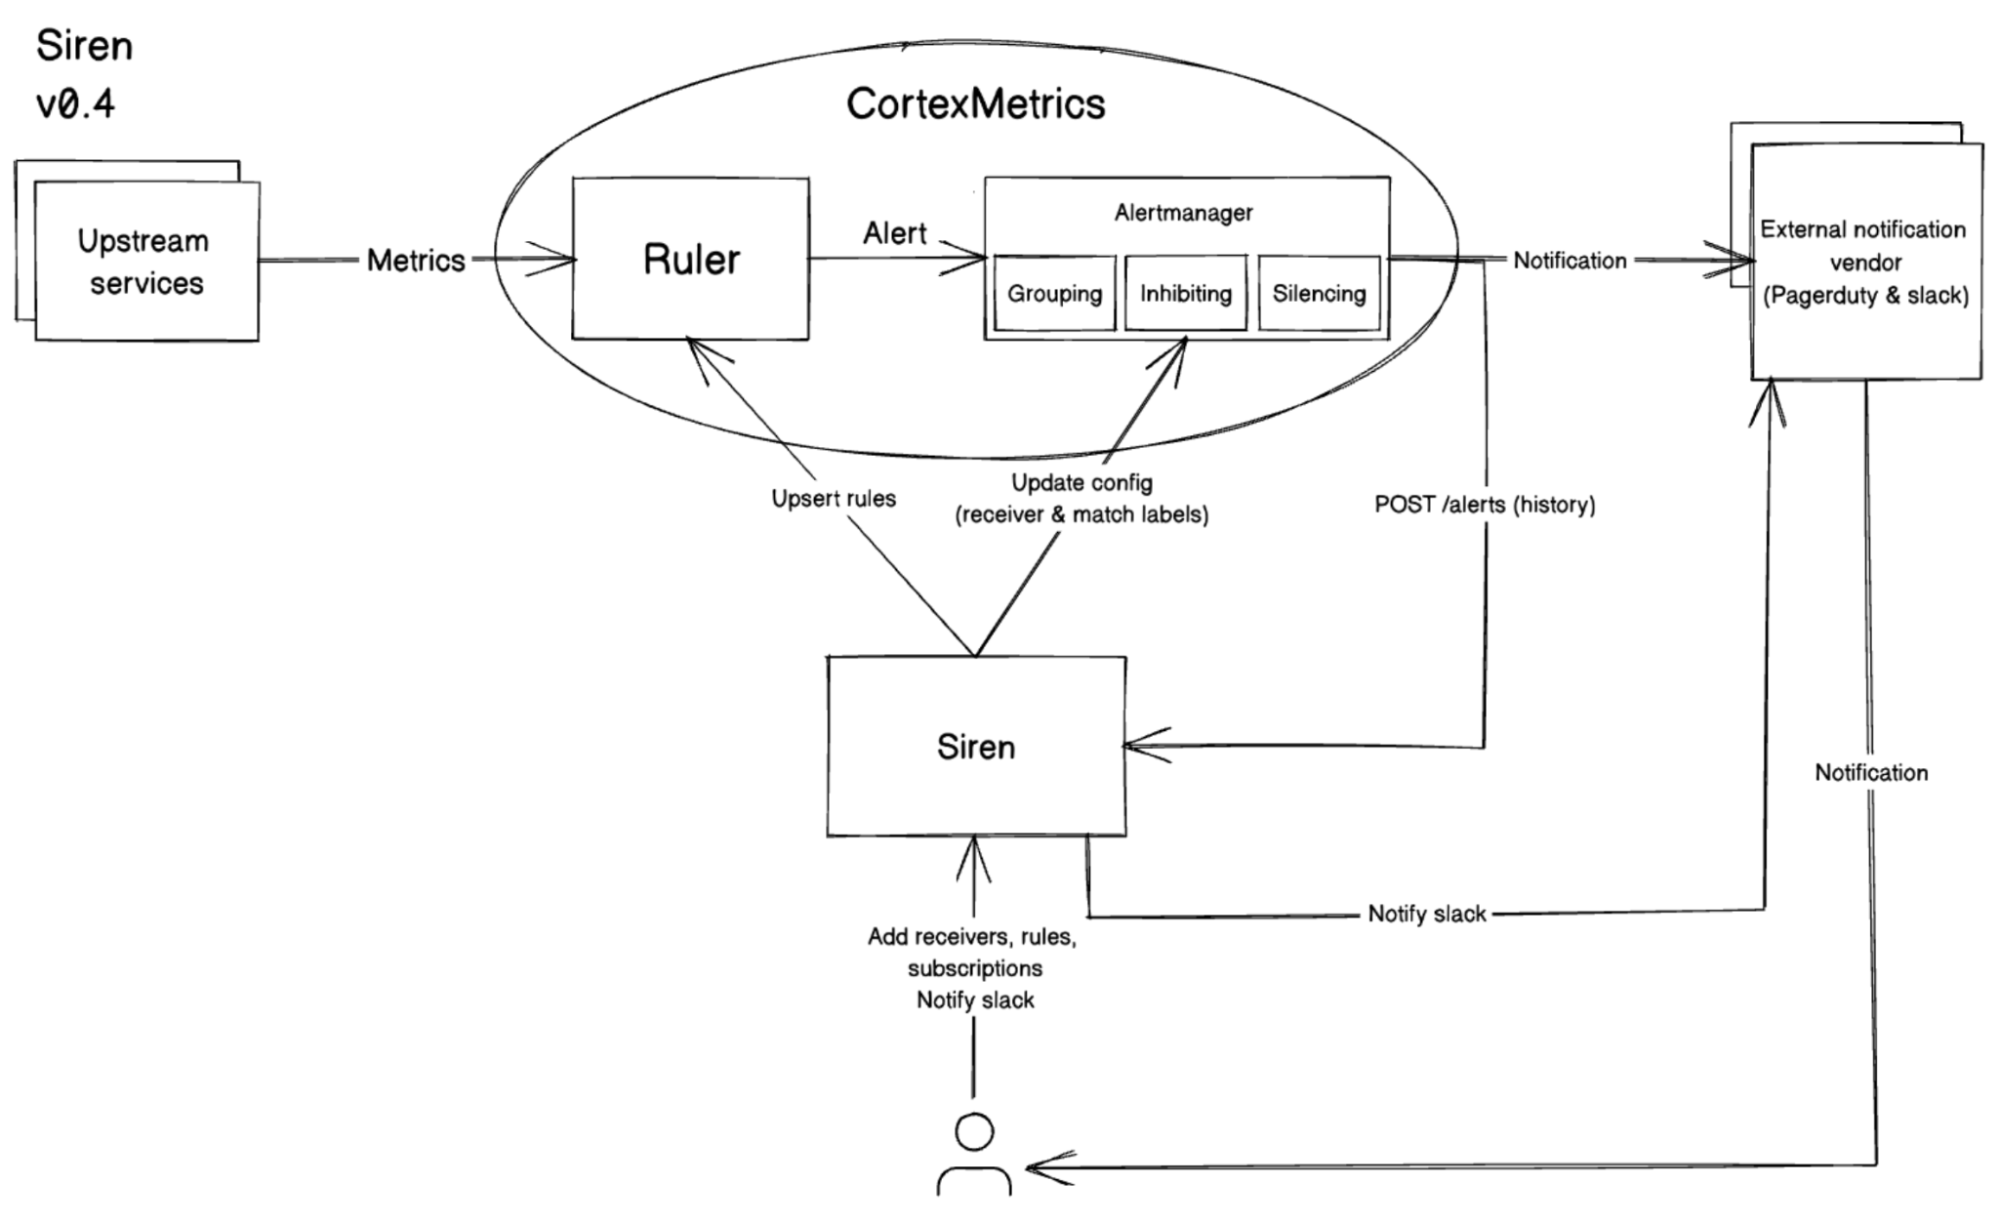 Siren
v0.4
CortexMetrics
Upstream
services
Metrics
Ruler
Alert
Alertmanager
Grouping
Inhibiting
Silencing
Notification
External notification
vendor
(Pagerduty & slack)
Upsert rules
Update config
(receiver & match labels)
POST /alerts (history)
Siren
Notification
Notify slack
Add receivers, rules,
subscriptions
Notify slack